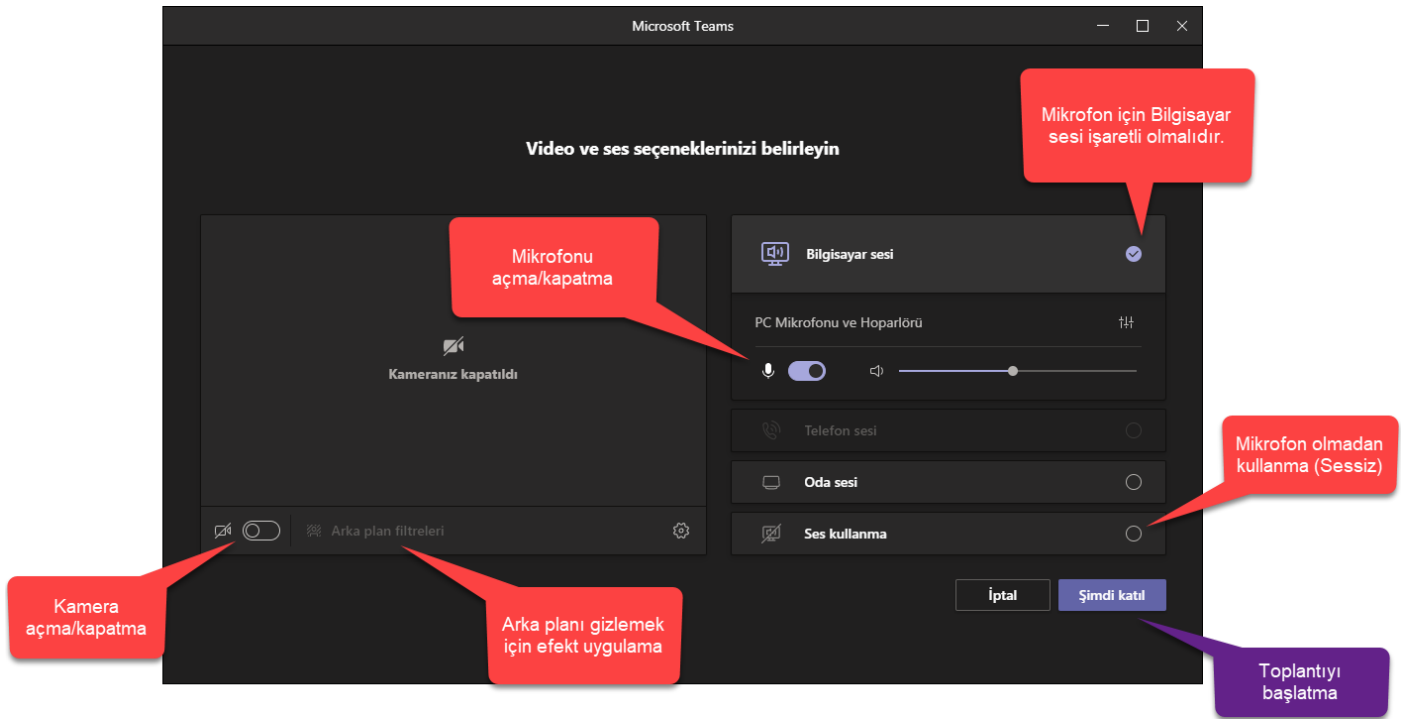 Microsoft Teams
Mikrofon için Bilgisayar
sesi işaretli olmalıdır.
Video ve ses seçeneklerinizi belirleyin
Mikrofonu
açma/kapatma
Bilgisayar sesi
PC Mikrofonu ve Hoparlörü
Kameranız kapatıldı
Telefon sesi
Mikrofon olmadan
kullanma (Sessiz)
Oda sesi
Arka plan filtreleri
Ses kullanma
Kamera
açma/kapatma
Arka planı gizlemek
için efekt uygulama
İptal
Şimdi katıl
Toplantıyı
başlatma